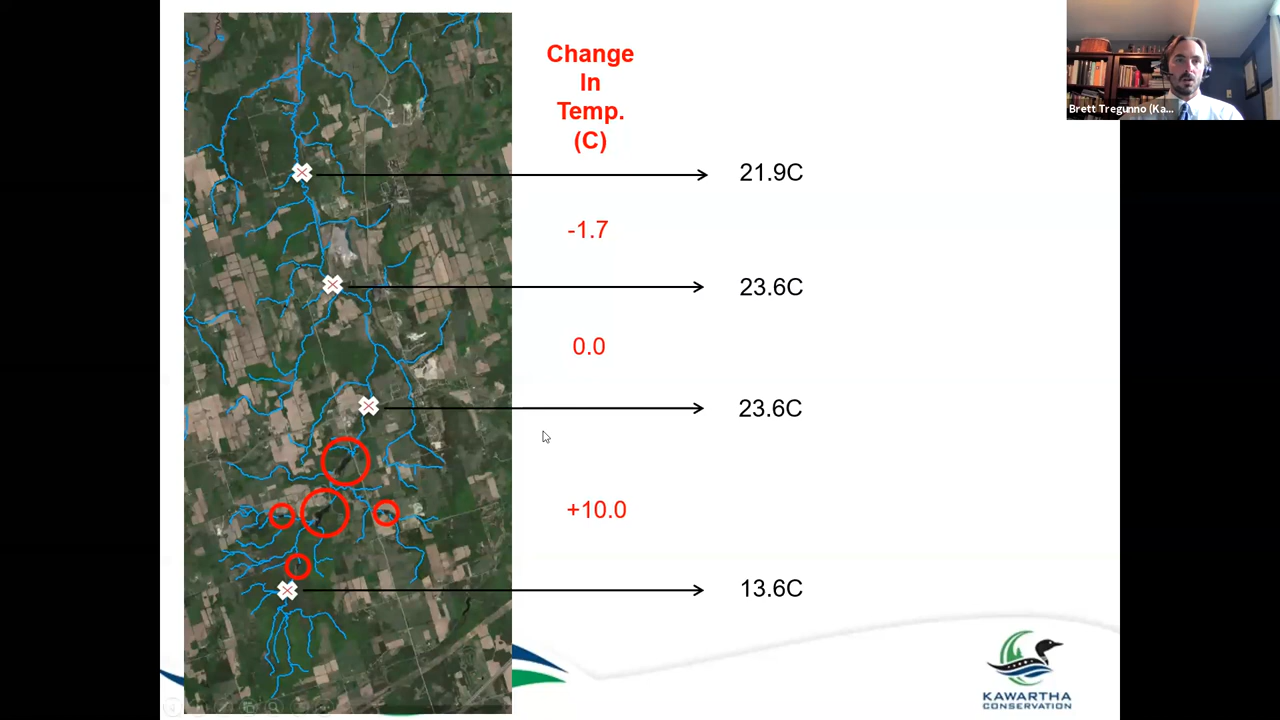 Change
In
Temp.
(C)
Brett Tregunno (Ka...
21.9C
-1.7
23.6C
0.0
23.6C
+10.0
13.6C
KAWARTHA
CONSERVATION